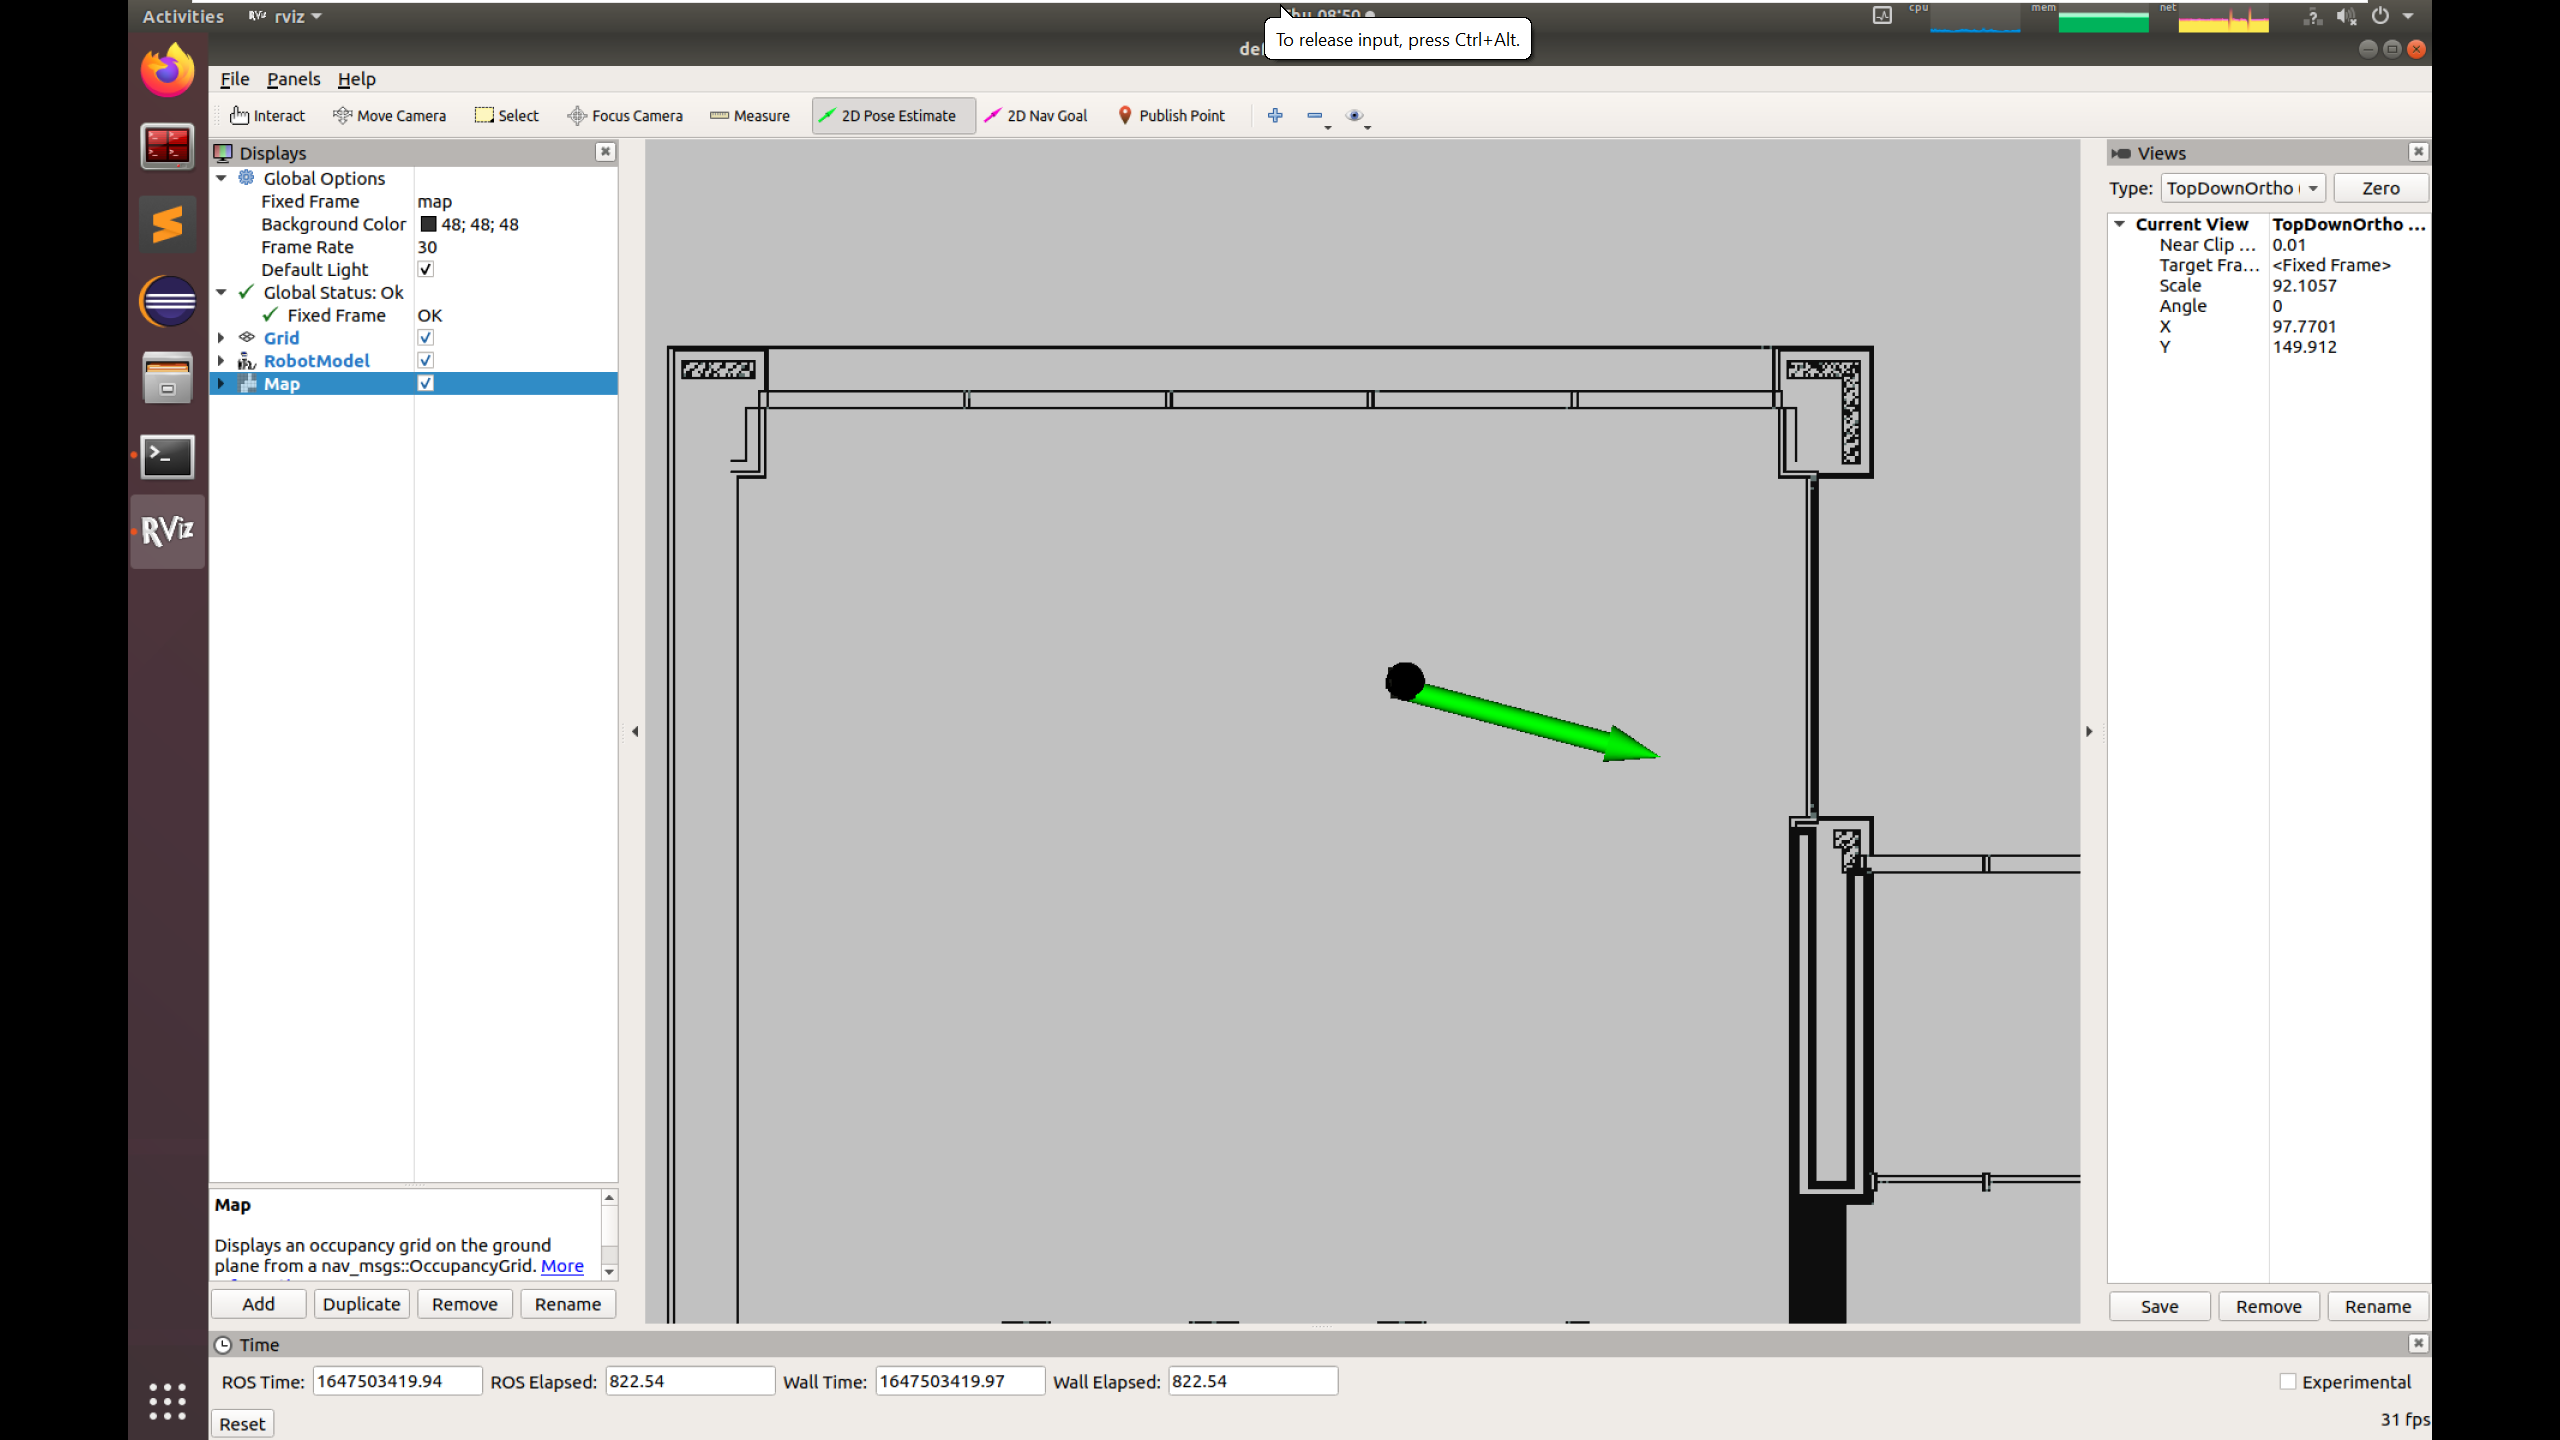 Activities RViz rviz
cpu mem net
To release input, press Ctrl+Alt.
File Panels Help
Interact Move Camera Select Focus Camera Measure 2D Pose Estimate 2D Nav Goal Publish Point
Displays
Global Options
Fixed Frame map
Background Color 48; 48; 48
Frame Rate 30
Default Light
Global Status: Ok
Fixed Frame OK
Grid
RobotModel
Map
RViz
Map
Displays an occupancy grid on the ground
plane from a nav_msgs::OccupancyGrid. More
Add Duplicate Remove Rename
Views
Type: TopDownOrtho ( Zero
Current View TopDownOrtho ...
Near Clip ... 0.01
Target Fra... <Fixed Frame>
Scale 92.1057
Angle 0
X 97.7701
Y 149.912
Save Remove Rename
Time
ROS Time: 1647503419.94 ROS Elapsed: 822.54 Wall Time: 1647503419.97 Wall Elapsed: 822.54 Experimental
Reset 31 fps